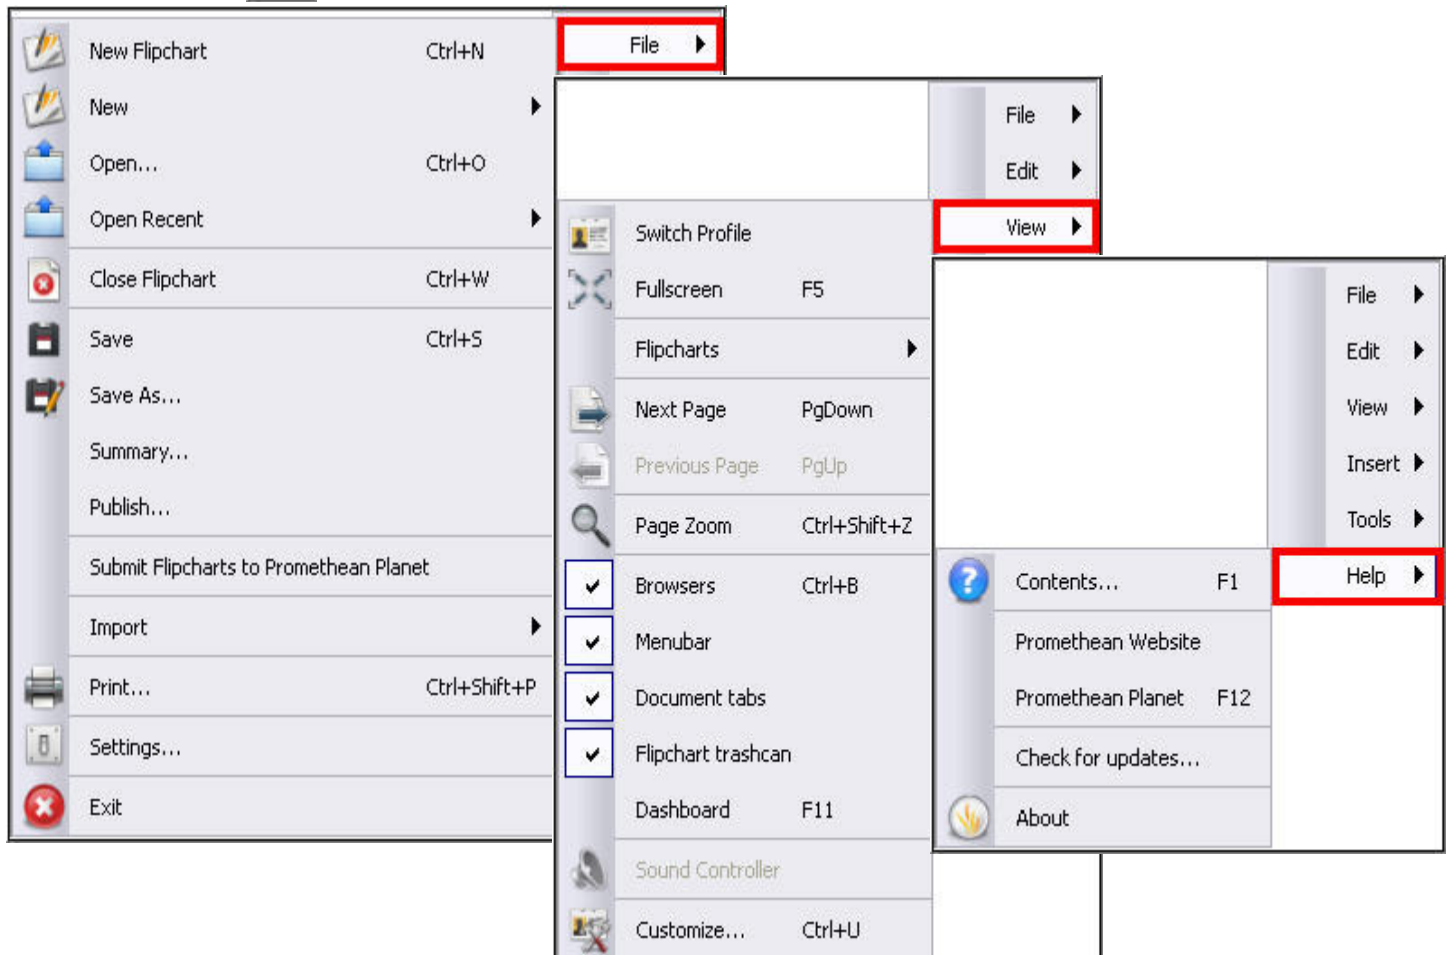 File
New Flipchart Ctrl+N
New
Open... Ctrl+O
Open Recent
Close Flipchart Ctrl+W
Save Ctrl+S
Save As...
Summary...
Publish...
Submit Flipcharts to Promethean Planet
Import
Print... Ctrl+Shift+P
Settings...
Exit
File
Edit
View
Switch Profile
Fullscreen F5
Flipcharts
Next Page PgDown
Previous Page PgUp
Page Zoom Ctrl+Shift+Z
Browsers Ctrl+B
Menubar
Document tabs
Flipchart trashcan
Dashboard F11
Sound Controller
Customize... Ctrl+U
File
Edit
View
Insert
Tools
Help
Contents... F1
Promethean Website
Promethean Planet F12
Check for updates...
About